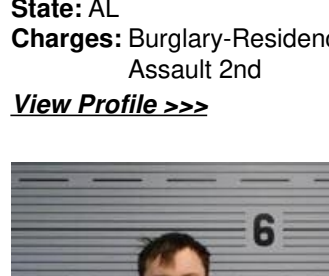 State: AL
Charges: Burglary-Residenc
Assault 2nd
View Profile >>>
6